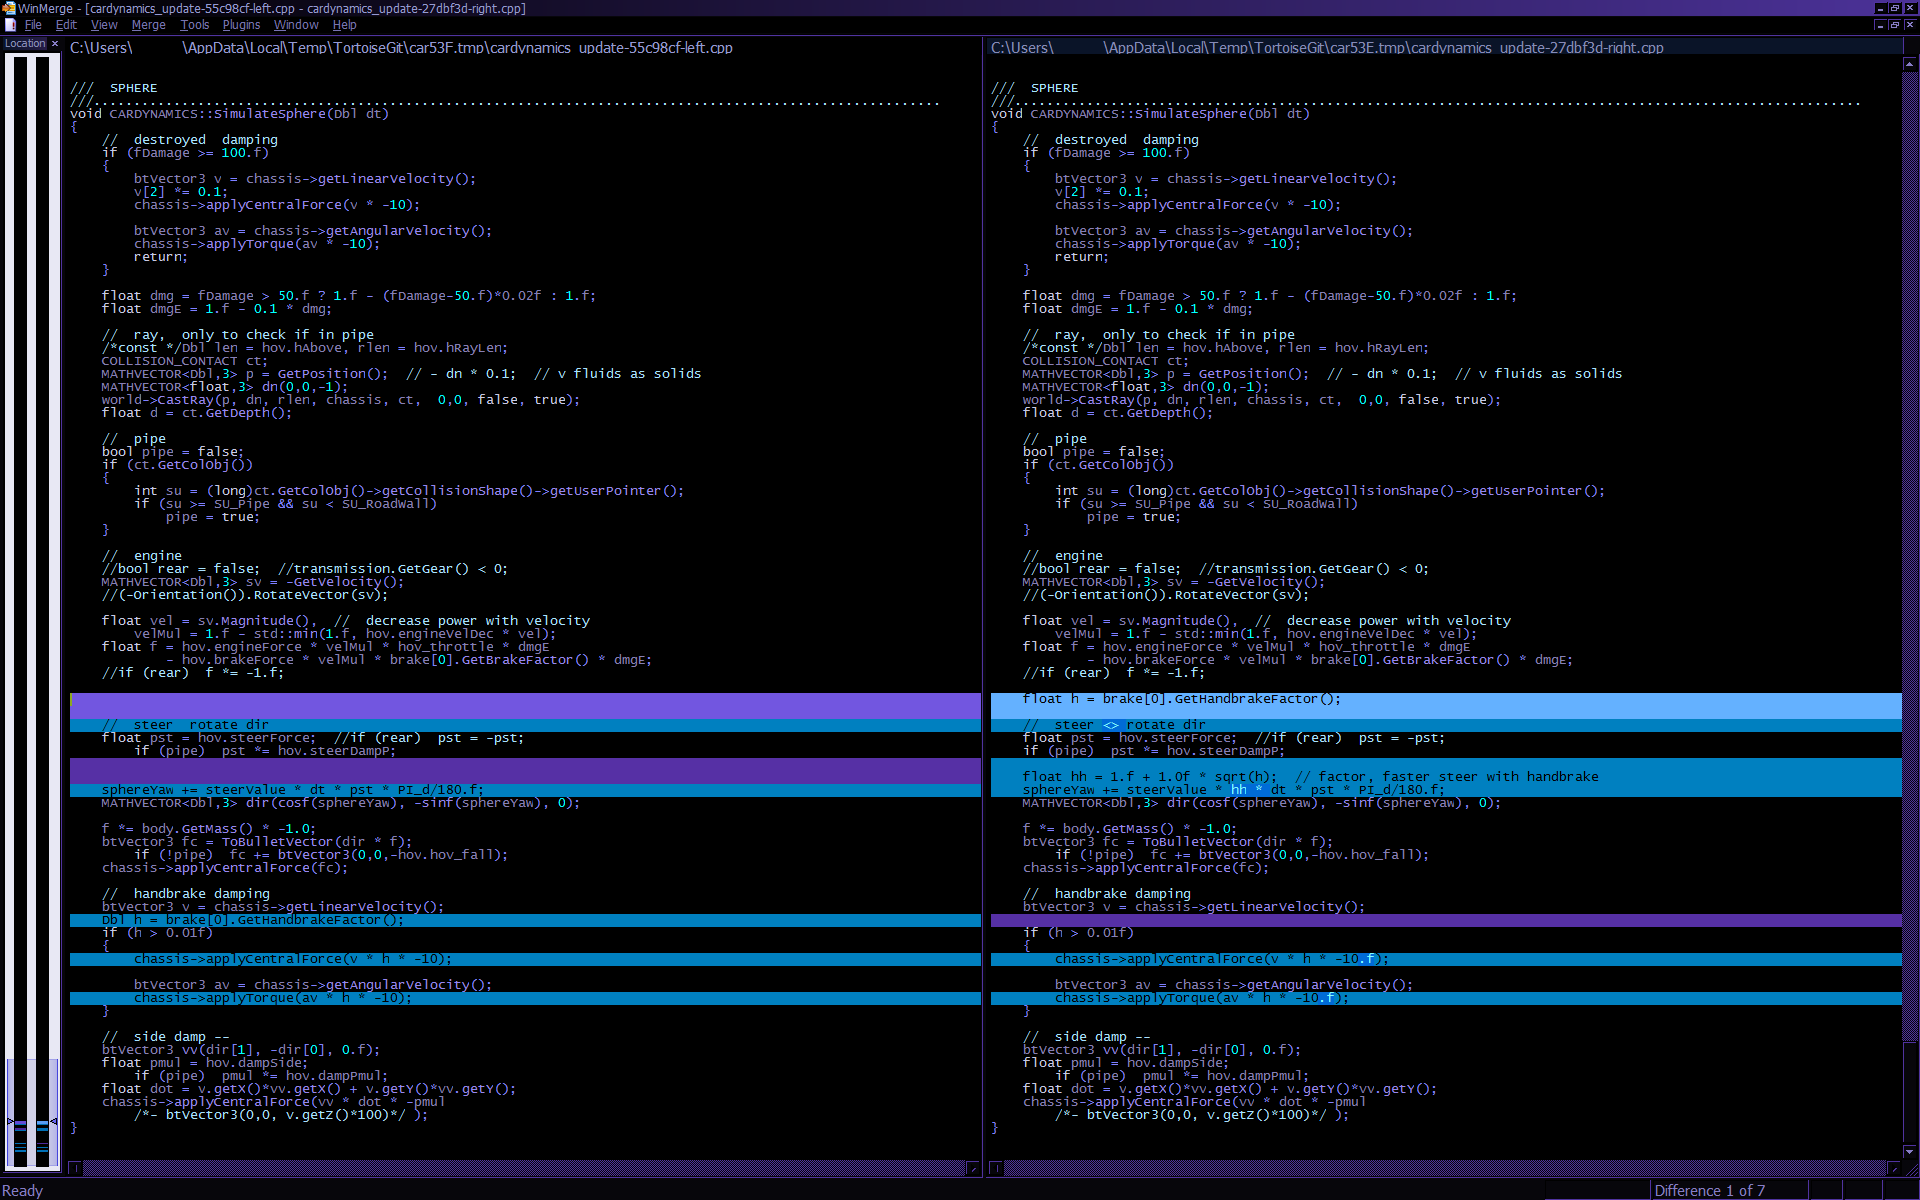 WinMerge - [cardynamics_update-55c98cf-left.cpp - cardynamics_update-27dbf3d-right.cpp]
File Edit View Merge Tools Plugins Window Help
Location ×
C:\Users\ \AppData\Local\Temp\TortoiseGit\car53F.tmp\cardynamics_update-55c98cf-left.cpp
/// SPHERE
///..........................................................................................................
void CARDYNAMICS::SimulateSphere(Dbl dt)
{
// destroyed damping
if (fDamage >= 100.f)
{
btVector3 v = chassis->getLinearVelocity();
v[2] *= 0.1;
chassis->applyCentralForce(v * -10);
btVector3 av = chassis->getAngularVelocity();
chassis->applyTorque(av * -10);
return;
}
float dmg = fDamage > 50.f ? 1.f - (fDamage-50.f)*0.02f : 1.f;
float dmgE = 1.f - 0.1 * dmg;
// ray, only to check if in pipe
/*const */Dbl len = hov.hAbove, rlen = hov.hRayLen;
COLLISION_CONTACT ct;
MATHVECTOR<Dbl,3> p = GetPosition(); // - dn * 0.1; // v fluids as solids
MATHVECTOR<float,3> dn(0,0,-1);
world->CastRay(p, dn, rlen, chassis, ct, 0,0, false, true);
float d = ct.GetDepth();
// pipe
bool pipe = false;
if (ct.GetColObj())
{
int su = (long)ct.GetColObj()->getCollisionShape()->getUserPointer();
if (su >= SU_Pipe && su < SU_RoadWall)
pipe = true;
}
// engine
//bool rear = false; //transmission.GetGear() < 0;
MATHVECTOR<Dbl,3> sv = -GetVelocity();
//(-Orientation()).RotateVector(sv);
float vel = sv.Magnitude(), // decrease power with velocity
velMul = 1.f - std::min(1.f, hov.engineVelDec * vel);
float f = hov.engineForce * velMul * hov_throttle * dmgE
- hov.brakeForce * velMul * brake[0].GetBrakeFactor() * dmgE;
//if (rear) f *= -1.f;
// steer rotate dir
float pst = hov.steerForce; //if (rear) pst = -pst;
if (pipe) pst *= hov.steerDampP;
sphereYaw += steerValue * dt * pst * PI_d/180.f;
MATHVECTOR<Dbl,3> dir(cosf(sphereYaw), -sinf(sphereYaw), 0);
f *= body.GetMass() * -1.0;
btVector3 fc = ToBulletVector(dir * f);
if (!pipe) fc += btVector3(0,0,-hov.hov_fall);
chassis->applyCentralForce(fc);
// handbrake damping
btVector3 v = chassis->getLinearVelocity();
Dbl h = brake[0].GetHandbrakeFactor();
if (h > 0.01f)
{
chassis->applyCentralForce(v * h * -10);
btVector3 av = chassis->getAngularVelocity();
chassis->applyTorque(av * h * -10);
}
// side damp --
btVector3 vv(dir[1], -dir[0], 0.f);
float pmul = hov.dampSide;
if (pipe) pmul *= hov.dampPmul;
float dot = v.getX()*vv.getX() + v.getY()*vv.getY();
chassis->applyCentralForce(vv * dot * -pmul
/*- btVector3(0,0, v.getZ()*100)*/ );
}
C:\Users\ \AppData\Local\Temp\TortoiseGit\car53E.tmp\cardynamics_update-27dbf3d-right.cpp
/// SPHERE
///..........................................................................................................
void CARDYNAMICS::SimulateSphere(Dbl dt)
{
// destroyed damping
if (fDamage >= 100.f)
{
btVector3 v = chassis->getLinearVelocity();
v[2] *= 0.1;
chassis->applyCentralForce(v * -10);
btVector3 av = chassis->getAngularVelocity();
chassis->applyTorque(av * -10);
return;
}
float dmg = fDamage > 50.f ? 1.f - (fDamage-50.f)*0.02f : 1.f;
float dmgE = 1.f - 0.1 * dmg;
// ray, only to check if in pipe
/*const */Dbl len = hov.hAbove, rlen = hov.hRayLen;
COLLISION_CONTACT ct;
MATHVECTOR<Dbl,3> p = GetPosition(); // - dn * 0.1; // v fluids as solids
MATHVECTOR<float,3> dn(0,0,-1);
world->CastRay(p, dn, rlen, chassis, ct, 0,0, false, true);
float d = ct.GetDepth();
// pipe
bool pipe = false;
if (ct.GetColObj())
{
int su = (long)ct.GetColObj()->getCollisionShape()->getUserPointer();
if (su >= SU_Pipe && su < SU_RoadWall)
pipe = true;
}
// engine
//bool rear = false; //transmission.GetGear() < 0;
MATHVECTOR<Dbl,3> sv = -GetVelocity();
//(-Orientation()).RotateVector(sv);
float vel = sv.Magnitude(), // decrease power with velocity
velMul = 1.f - std::min(1.f, hov.engineVelDec * vel);
float f = hov.engineForce * velMul * hov_throttle * dmgE
- hov.brakeForce * velMul * brake[0].GetBrakeFactor() * dmgE;
//if (rear) f *= -1.f;
float h = brake[0].GetHandbrakeFactor();
// steer <> rotate dir
float pst = hov.steerForce; //if (rear) pst = -pst;
if (pipe) pst *= hov.steerDampP;
float hh = 1.f + 1.0f * sqrt(h); // factor, faster steer with handbrake
sphereYaw += steerValue * hh * dt * pst * PI_d/180.f;
MATHVECTOR<Dbl,3> dir(cosf(sphereYaw), -sinf(sphereYaw), 0);
f *= body.GetMass() * -1.0;
btVector3 fc = ToBulletVector(dir * f);
if (!pipe) fc += btVector3(0,0,-hov.hov_fall);
chassis->applyCentralForce(fc);
// handbrake damping
btVector3 v = chassis->getLinearVelocity();
if (h > 0.01f)
{
chassis->applyCentralForce(v * h * -10.f);
btVector3 av = chassis->getAngularVelocity();
chassis->applyTorque(av * h * -10.f);
}
// side damp --
btVector3 vv(dir[1], -dir[0], 0.f);
float pmul = hov.dampSide;
if (pipe) pmul *= hov.dampPmul;
float dot = v.getX()*vv.getX() + v.getY()*vv.getY();
chassis->applyCentralForce(vv * dot * -pmul
/*- btVector3(0,0, v.getZ()*100)*/ );
}
Ready
Difference 1 of 7